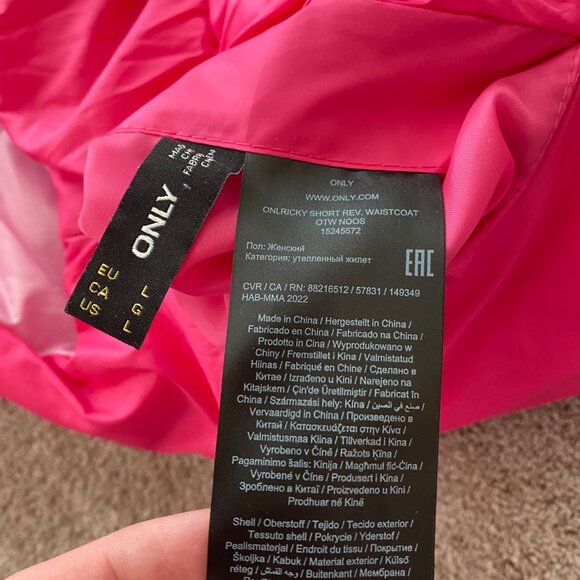 ONLY
EU L
CA G
US L
ONLY
WWW.ONLY.COM
ONLRICKY SHORT REV. WAISTCOAT
OTW NOOS
15245572
Пол: Женский
Категория: утепленный жилет
EAC
CVR / CA / RN: 88216512 / 57831 / 149349
HAB-MMA 2022
Made in China / Hergestellt in China /
Fabricado en China / Fabricado na China /
Prodotto in Cina / Wyprodukowano w
Chiny / Fremstillet i Kina / Valmistatud
Hiinas / Fabriqué en Chine / Сделано в
Китае / Izrađeno u Kini / Narejeno na
Kitajskem / Çin'de Üretilmiştir / Fabricat în
China / Származási hely: Kína / صنع في الصين /
Vervaardigd in China / Произведено в
Китай / Κατασκευάζεται στην Κίνα /
Valmistusmaa Kiina / Tillverkad i Kina /
Vyrobeno v Číně / Ražots Ķīna /
Pagaminimo šalis: Kinija / Maghmul fiċ-Ċina /
Vyrobené v Číne / Produsert i Kina /
Зроблено в Китаї / Proizvedeno u Kini /
Prodhuar në Kinë
Shell / Oberstoff / Tejido / Tecido exterior /
Tessuto shell / Pokrycie / Yderstof /
Pealismaterjal / Endroit du tissu / Покрытие /
Školjka / Kabuk / Material exterior / Külső
réteg / وجه القماش / Buitenkant / Мембрана /